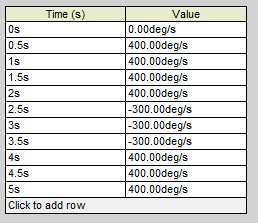 Time (s) Value
0s 0.00deg/s
0.5s 400.00deg/s
1s 400.00deg/s
1.5s 400.00deg/s
2s 400.00deg/s
2.5s -300.00deg/s
3s -300.00deg/s
3.5s -300.00deg/s
4s 400.00deg/s
4.5s 400.00deg/s
5s 400.00deg/s
Click to add row